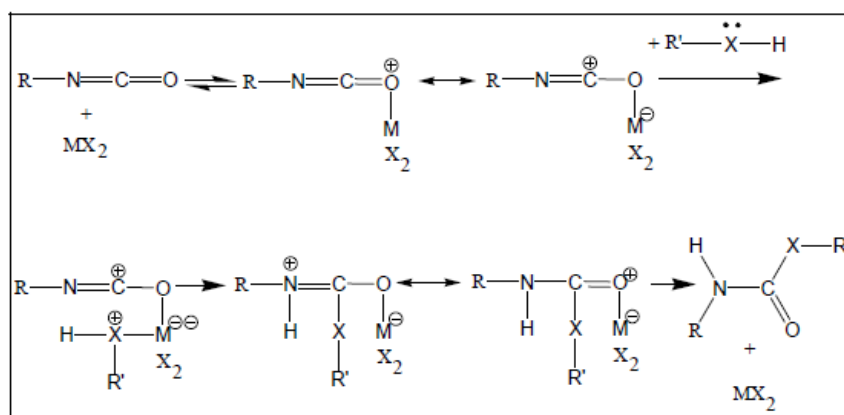 R—N=C=O ⇌ R—N=C=O⊕ ↔ R—N=C⊕—O + R'—X̤—H
+ M M⊖
MX2 X2 X2
R—N=C⊕—O R—N⊕=C—O R—N—C=O⊕ H X—R
H—X⊕—M⊖⊖ H X M⊖ H X M⊖ N—C
R' X2 R' X2 R' X2 R O
+
MX2